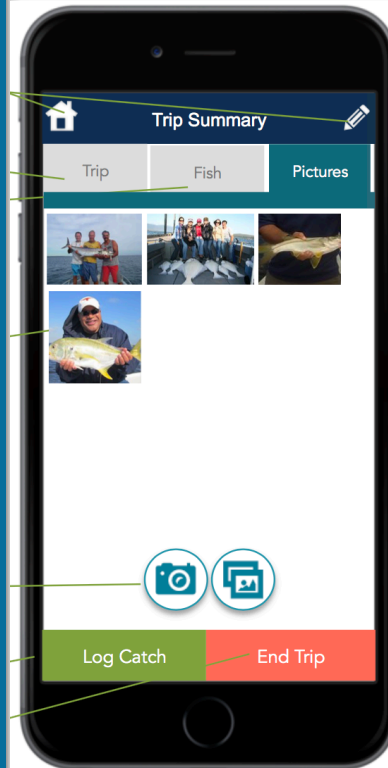 Trip Summary
Trip
Fish
Pictures
Log Catch
End Trip